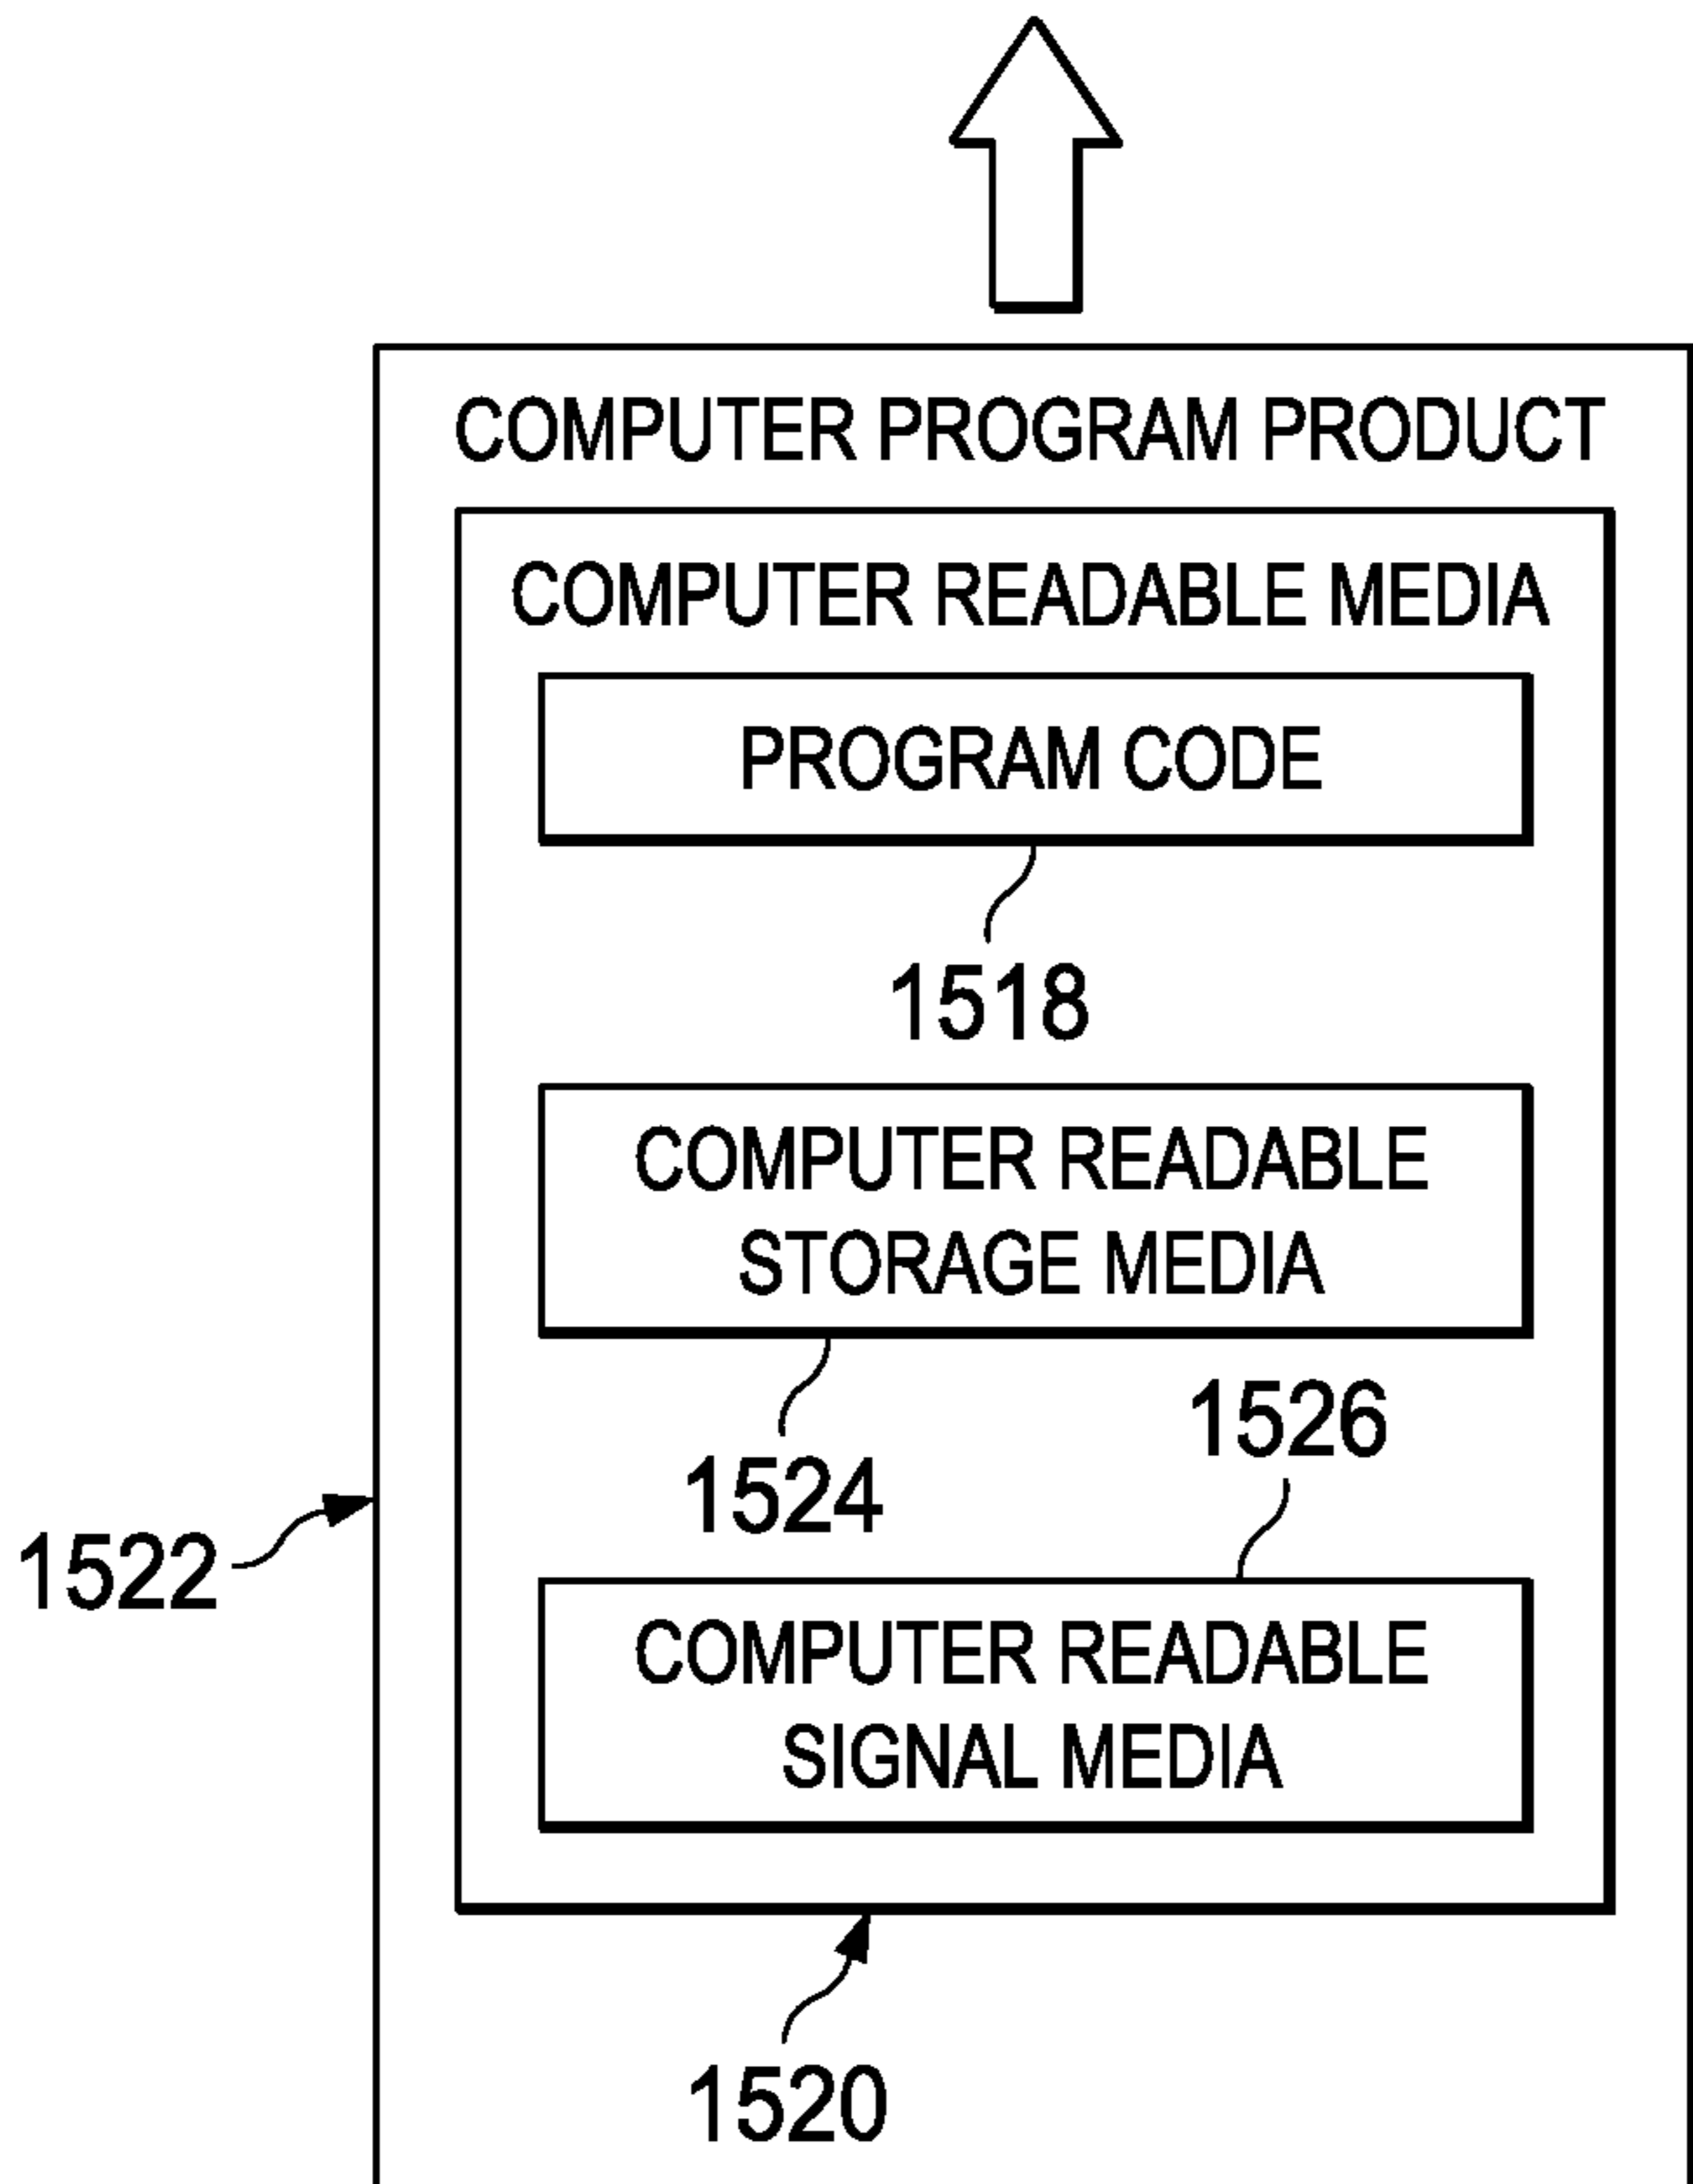 COMPUTER PROGRAM PRODUCT
COMPUTER READABLE MEDIA
PROGRAM CODE
1518
COMPUTER READABLE
STORAGE MEDIA
1526
1524
1522
COMPUTER READABLE
SIGNAL MEDIA
1520